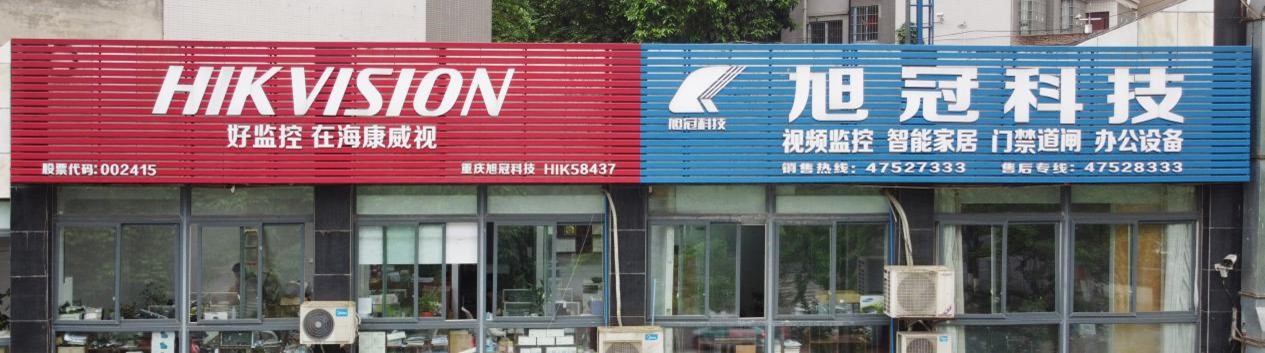 HIKVISION
好监控 在海康威视
股票代码:002415
重庆旭冠科技 HIK58437
旭冠科技
旭冠科技
视频监控 智能家居 门禁道闸 办公设备
销售热线: 47527333
售后专线: 47528333